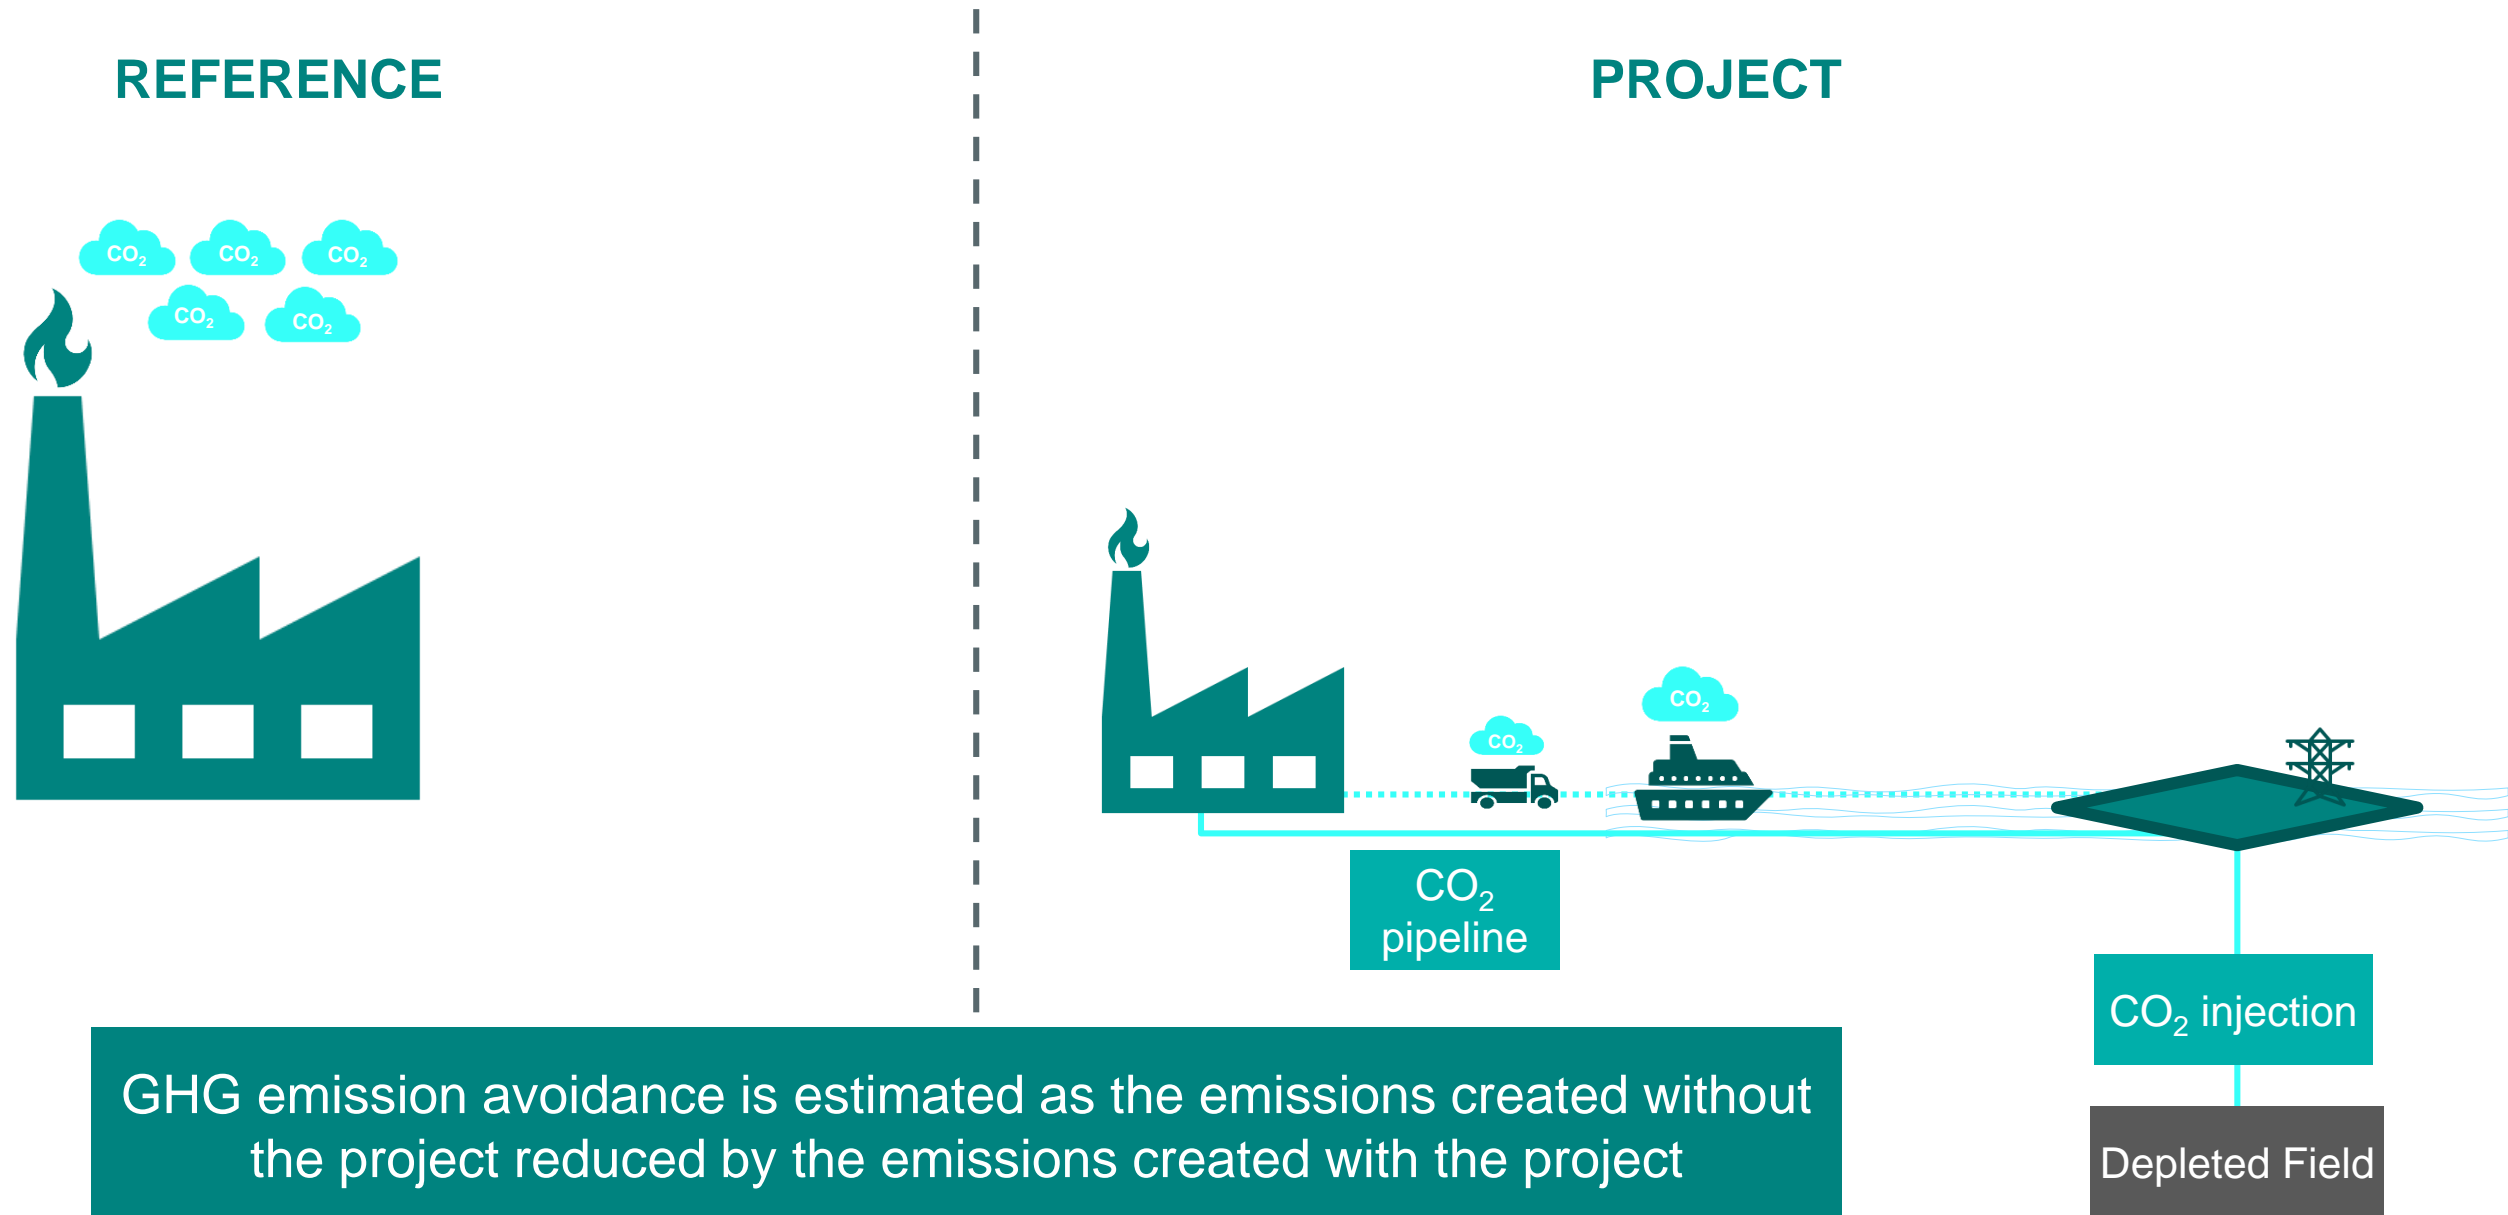 REFERENCE
PROJECT
CO₂
CO₂
CO₂
CO₂
CO₂
CO₂
CO₂
CO₂
pipeline
CO₂ injection
GHG emission avoidance is estimated as the emissions created without
the project reduced by the emissions created with the project
Depleted Field